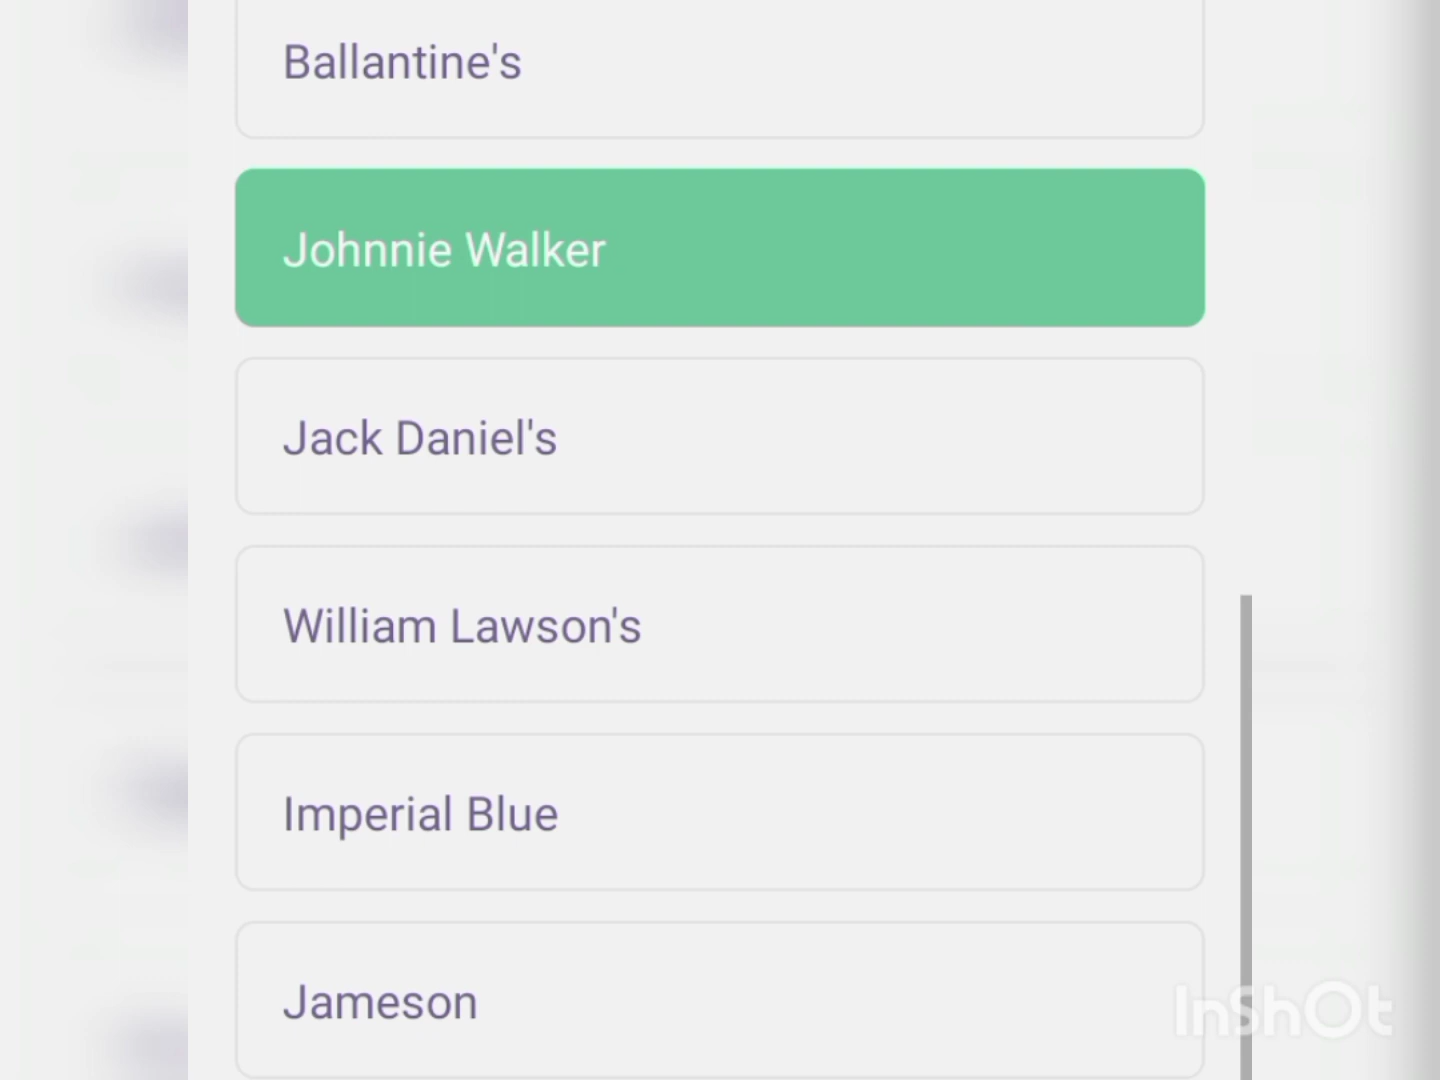 Ballantine's
Johnnie Walker
Jack Daniel's
William Lawson's
Imperial Blue
Jameson
InShOt